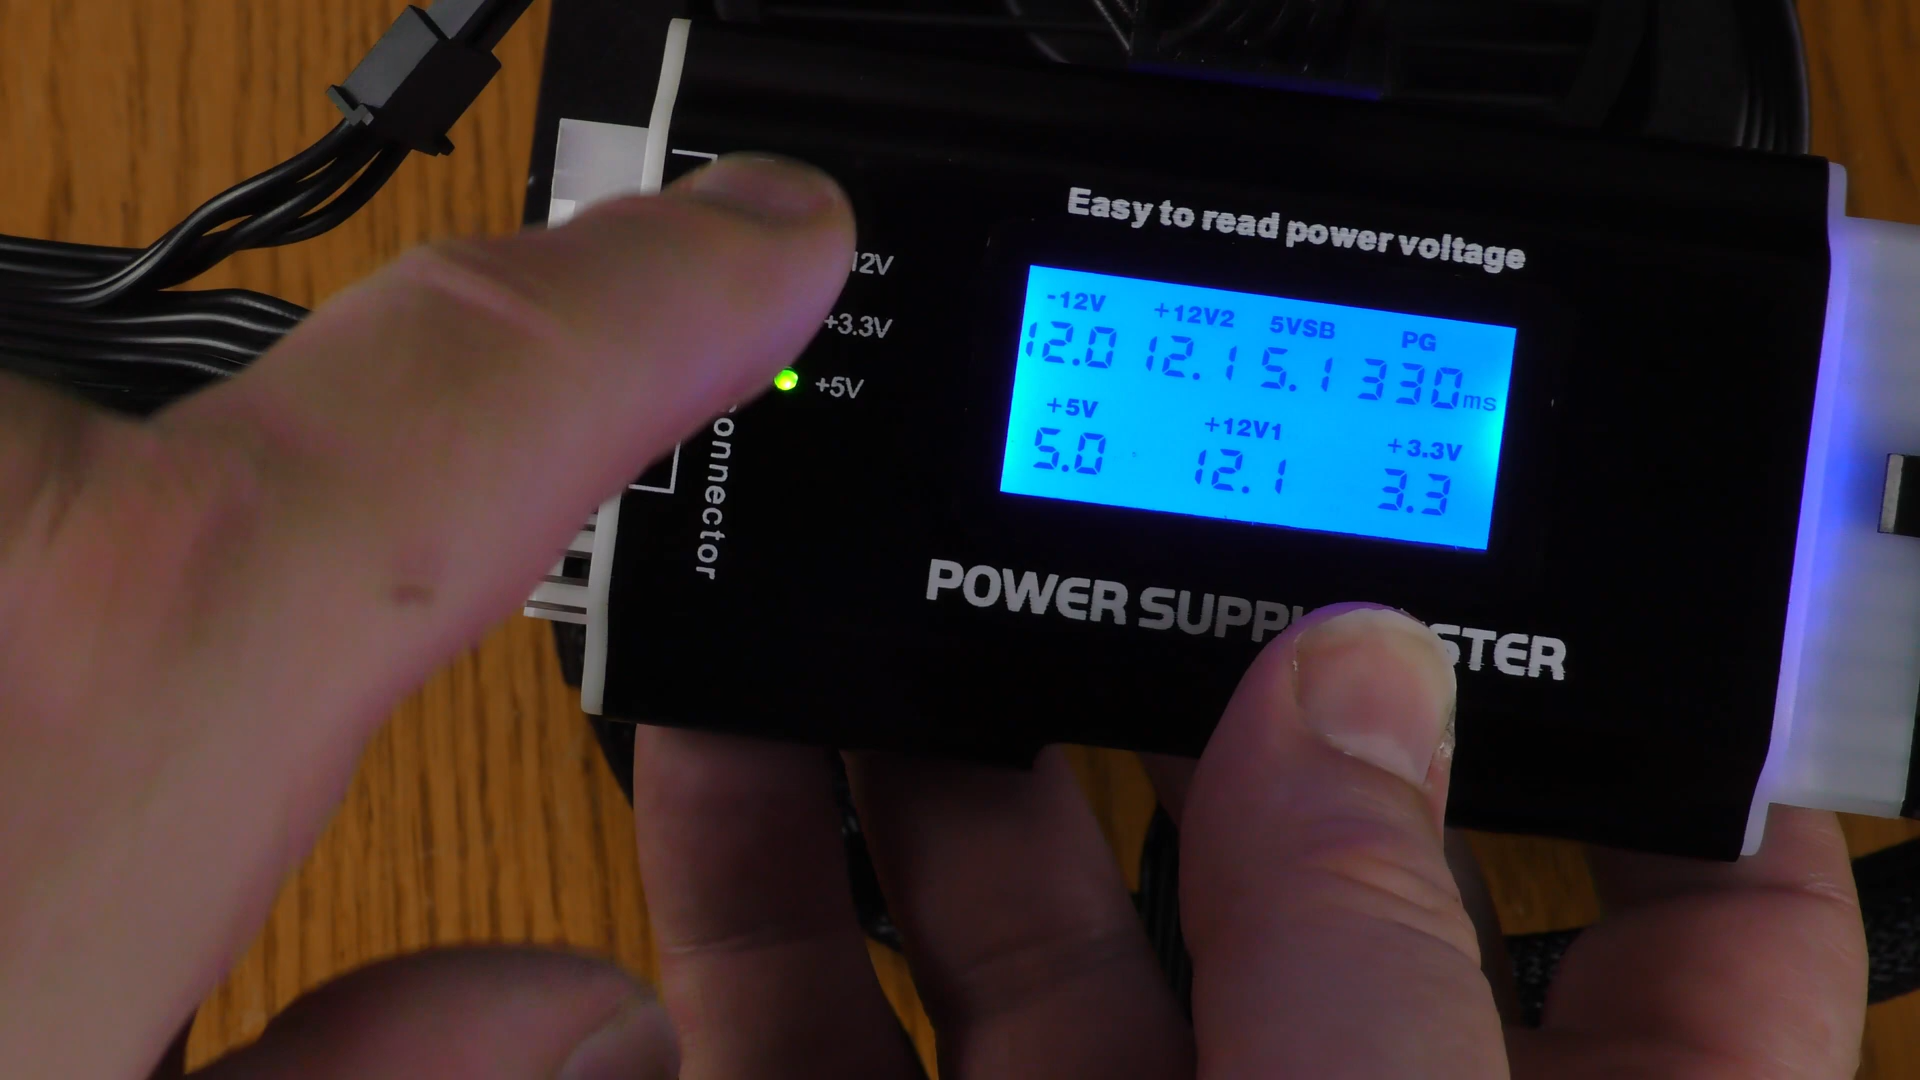 Easy to read power voltage
12V
+3.3V
+5V
-12V +12V2 5VSB PG
12.0 12.1 5.1 330ms
+5V +12V1 +3.3V
5.0 12.1 3.3
onnector
POWER SUPP STER